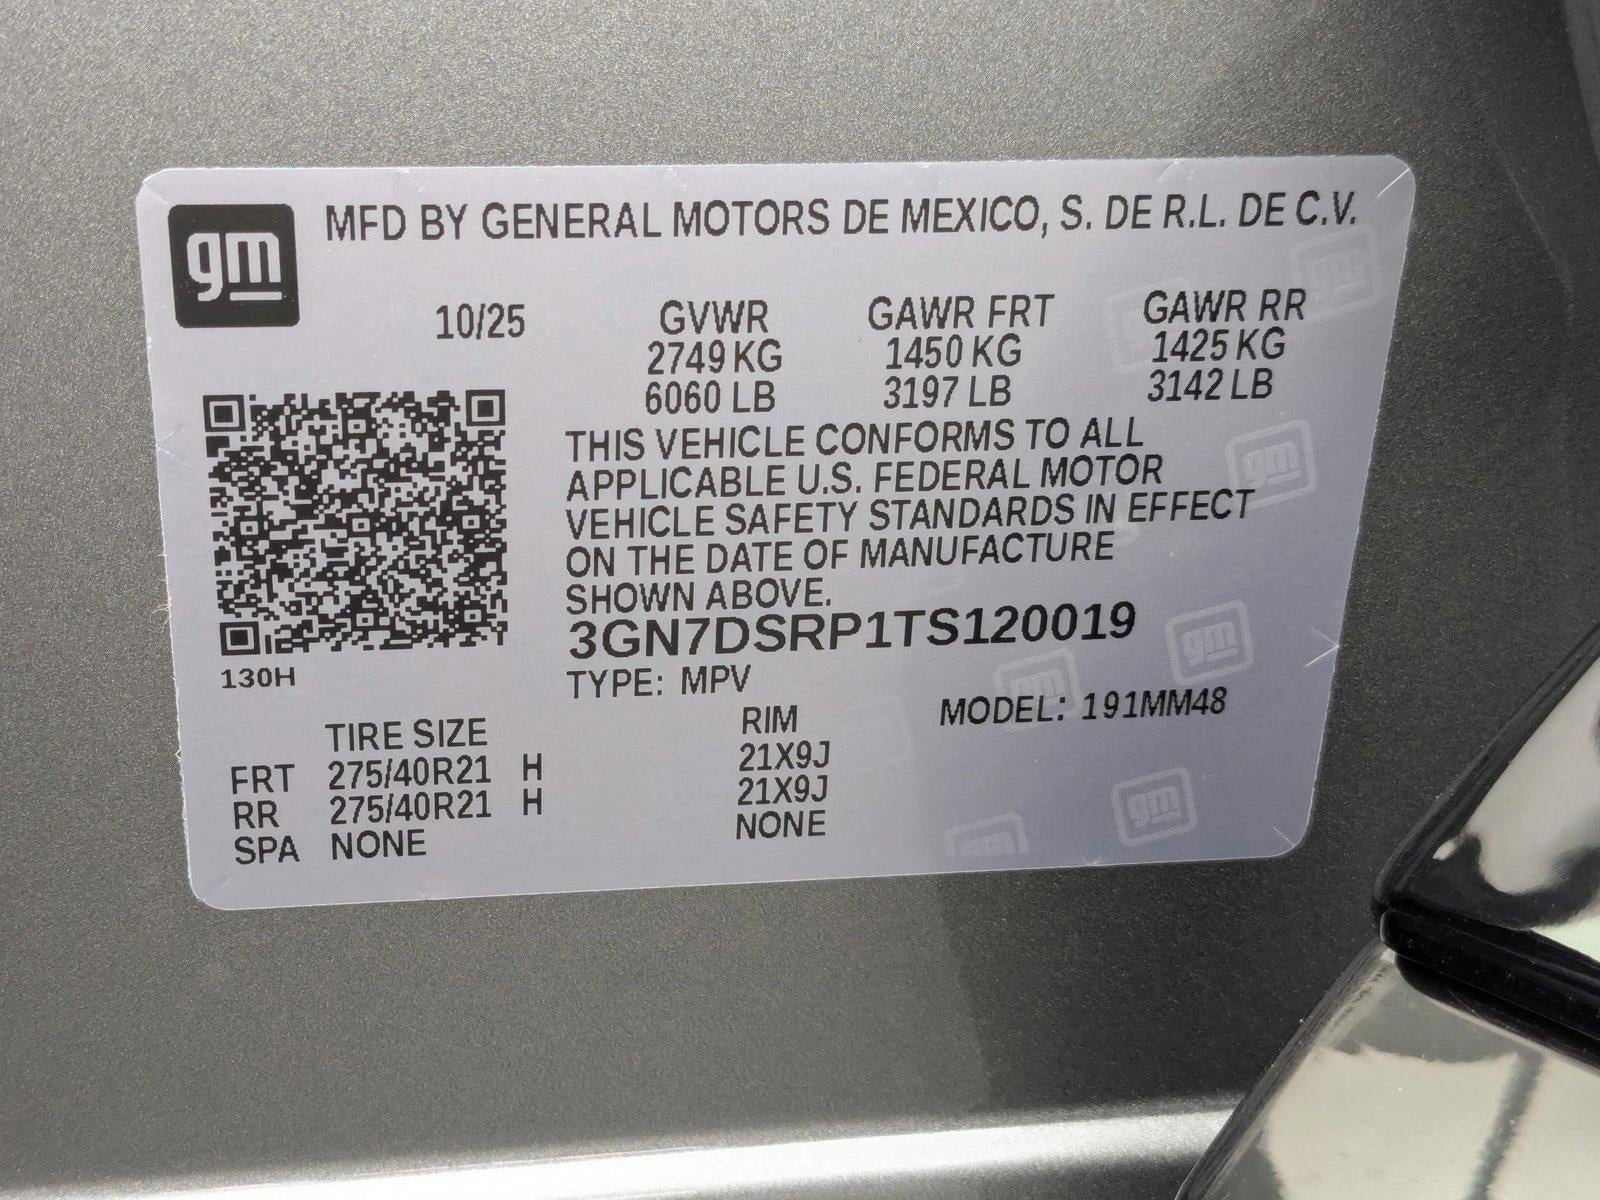 gm
MFD BY GENERAL MOTORS DE MEXICO, S. DE R.L. DE C.V.
10/25 GVWR GAWR FRT GAWR RR
2749 KG 1450 KG 1425 KG
6060 LB 3197 LB 3142 LB
THIS VEHICLE CONFORMS TO ALL
APPLICABLE U.S. FEDERAL MOTOR
VEHICLE SAFETY STANDARDS IN EFFECT
ON THE DATE OF MANUFACTURE
SHOWN ABOVE.
3GN7DSRP1TS120019
130H
TYPE: MPV
MODEL: 191MM48
TIRE SIZE RIM
FRT 275/40R21 H 21X9J
RR 275/40R21 H 21X9J
SPA NONE NONE